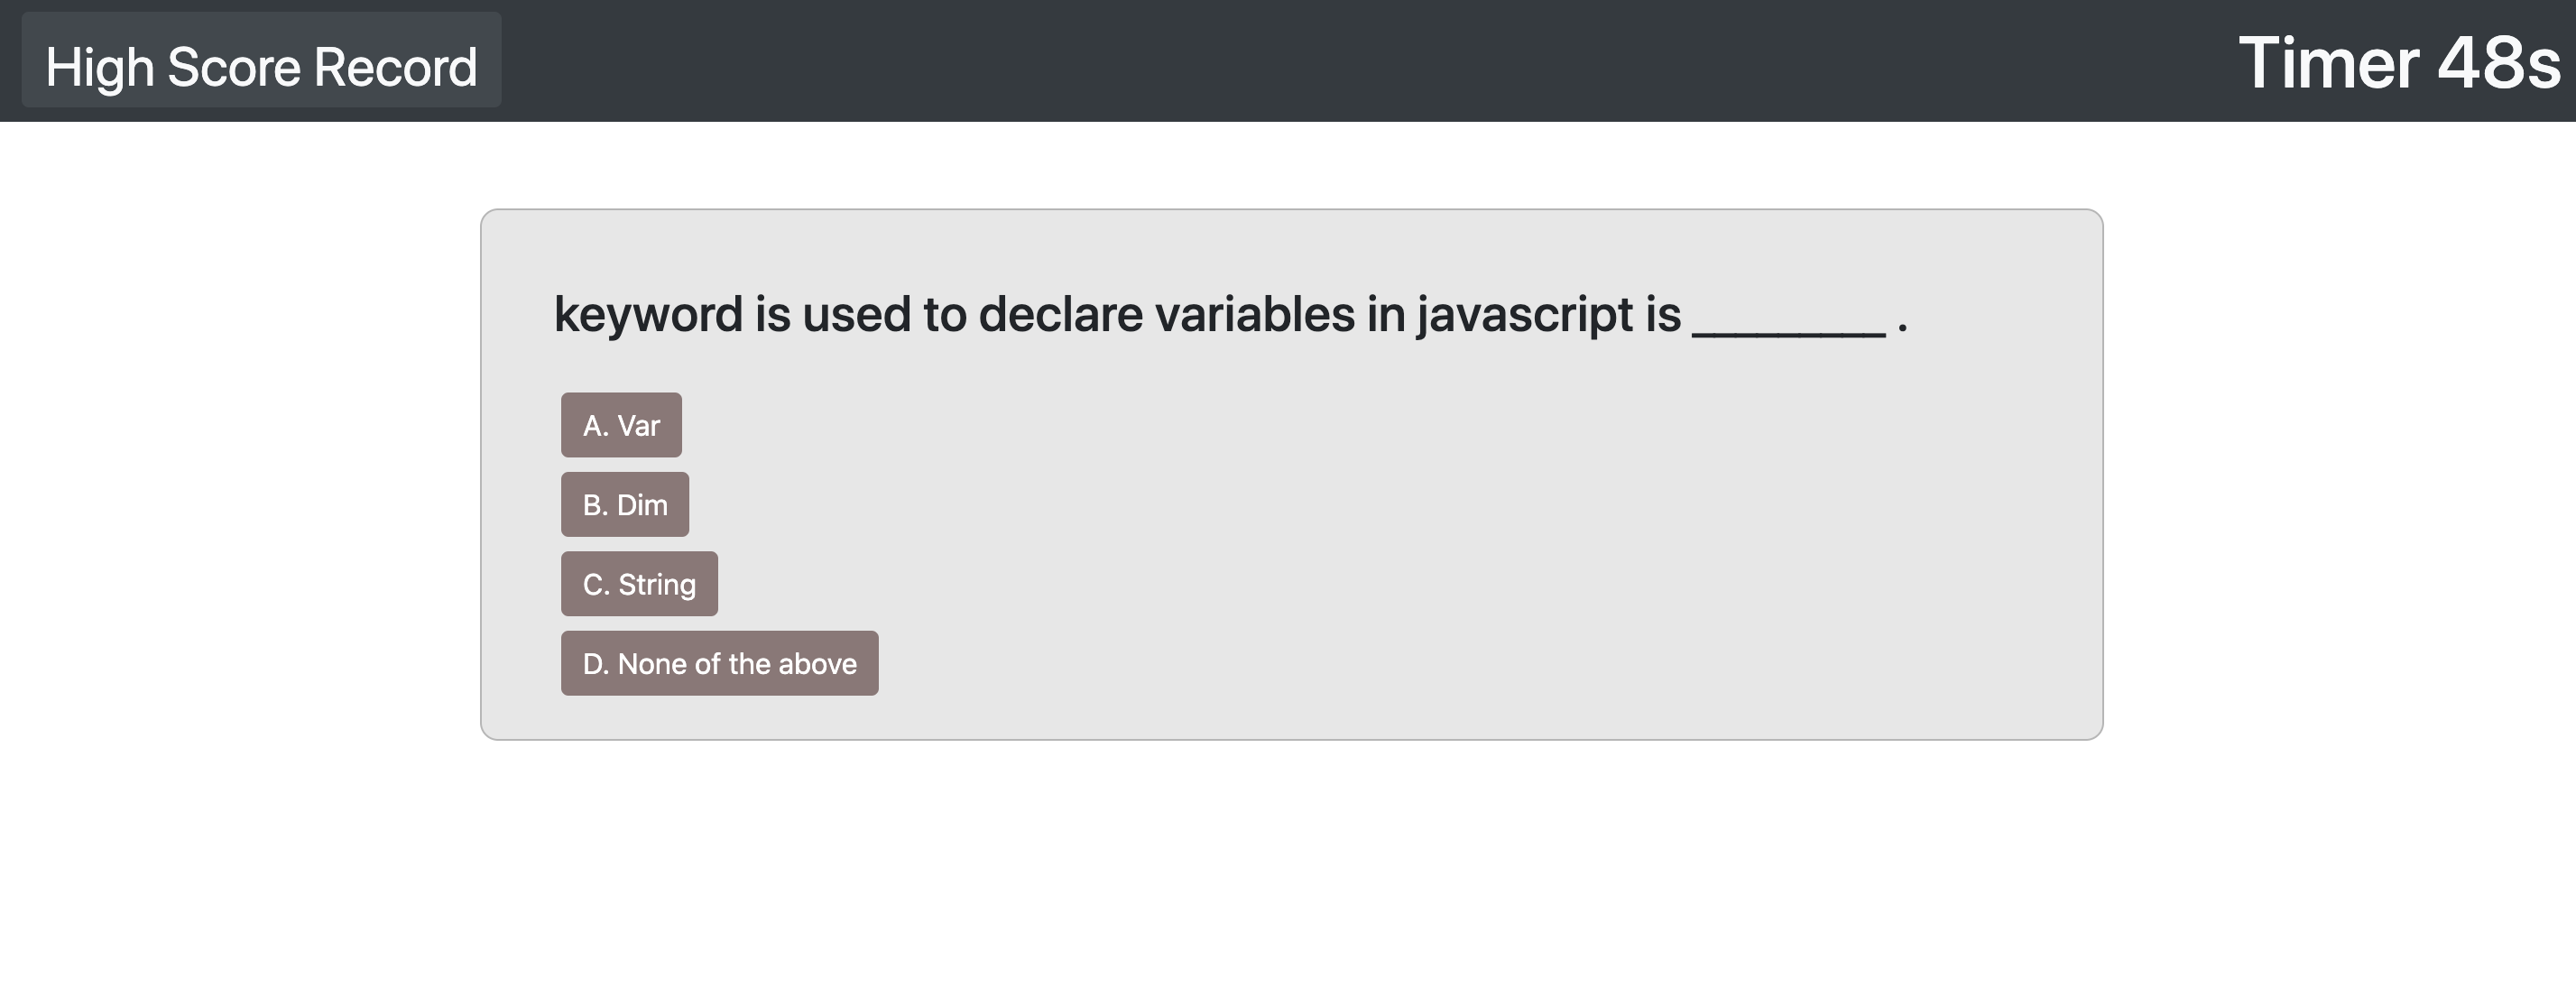 High Score Record
Timer 48s
keyword is used to declare variables in javascript is _________ .
A. Var
B. Dim
C. String
D. None of the above